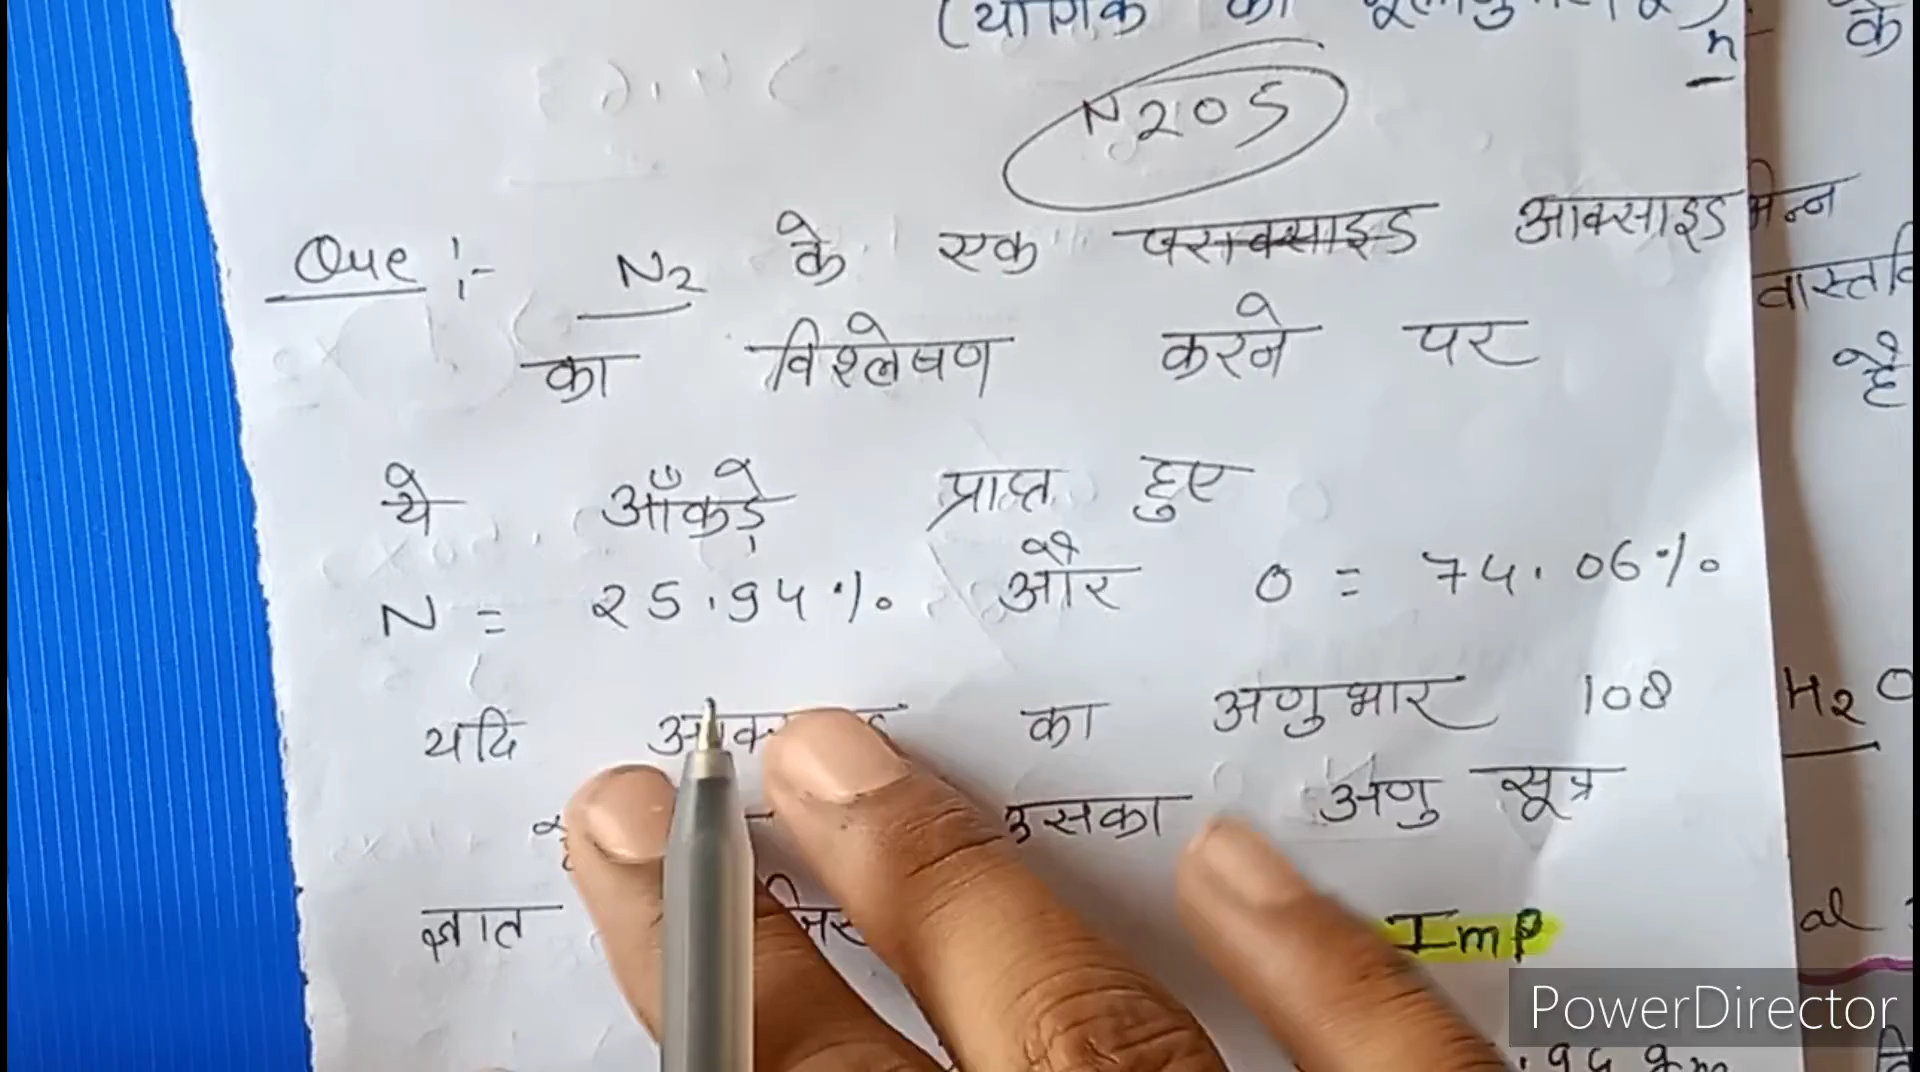 (यौगिक का
n
के
N2O5
Que :- N2 के एक पराक्साइड आक्साइड
भिन्न
का विश्लेषण करने पर
है
ये आँकड़े प्राप्त हुए
N = 25.94% और O = 74.06%
यदि का अणुभार 108
H2O
उसका अणु सूत्र
ज्ञात
Imp
al
PowerDirector